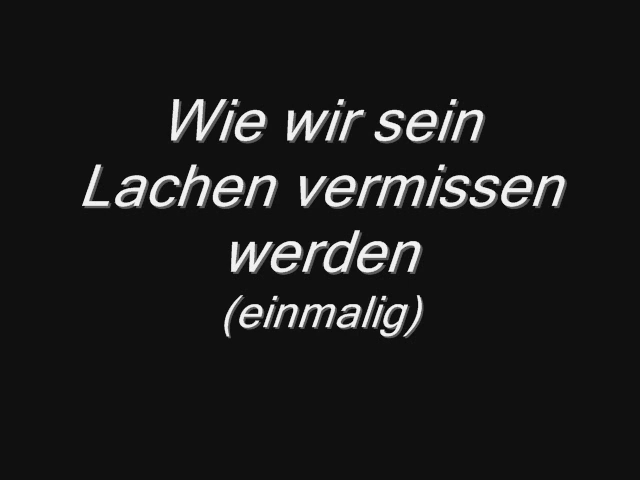 Wie wir sein
Lachen vermissen
werden
(einmalig)